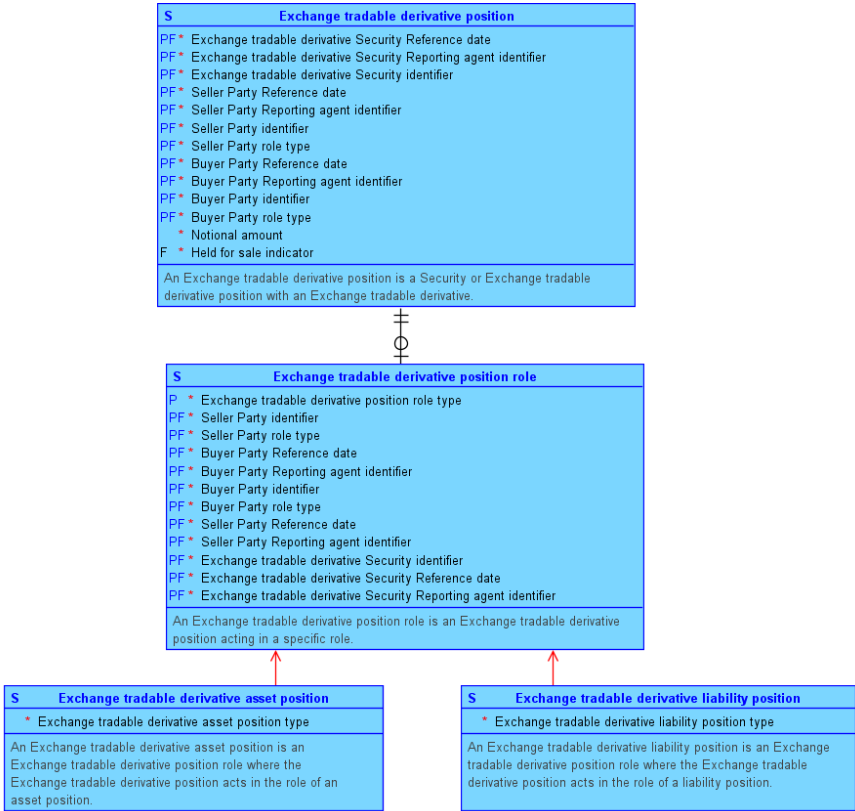 S Exchange tradable derivative position
PF * Exchange tradable derivative Security Reference date
PF * Exchange tradable derivative Security Reporting agent identifier
PF * Exchange tradable derivative Security identifier
PF * Seller Party Reference date
PF * Seller Party Reporting agent identifier
PF * Seller Party identifier
PF * Seller Party role type
PF * Buyer Party Reference date
PF * Buyer Party Reporting agent identifier
PF * Buyer Party identifier
PF * Buyer Party role type
* Notional amount
F * Held for sale indicator
An Exchange tradable derivative position is a Security or Exchange tradable
derivative position with an Exchange tradable derivative.
S Exchange tradable derivative position role
P * Exchange tradable derivative position role type
PF * Seller Party identifier
PF * Seller Party role type
PF * Buyer Party Reference date
PF * Buyer Party Reporting agent identifier
PF * Buyer Party identifier
PF * Buyer Party role type
PF * Seller Party Reference date
PF * Seller Party Reporting agent identifier
PF * Exchange tradable derivative Security identifier
PF * Exchange tradable derivative Security Reference date
PF * Exchange tradable derivative Security Reporting agent identifier
An Exchange tradable derivative position role is an Exchange tradable derivative
position acting in a specific role.
S Exchange tradable derivative asset position
* Exchange tradable derivative asset position type
An Exchange tradable derivative asset position is an
Exchange tradable derivative position role where the
Exchange tradable derivative position acts in the role of an
asset position.
S Exchange tradable derivative liability position
* Exchange tradable derivative liability position type
An Exchange tradable derivative liability position is an Exchange
tradable derivative position role where the Exchange tradable
derivative position acts in the role of a liability position.